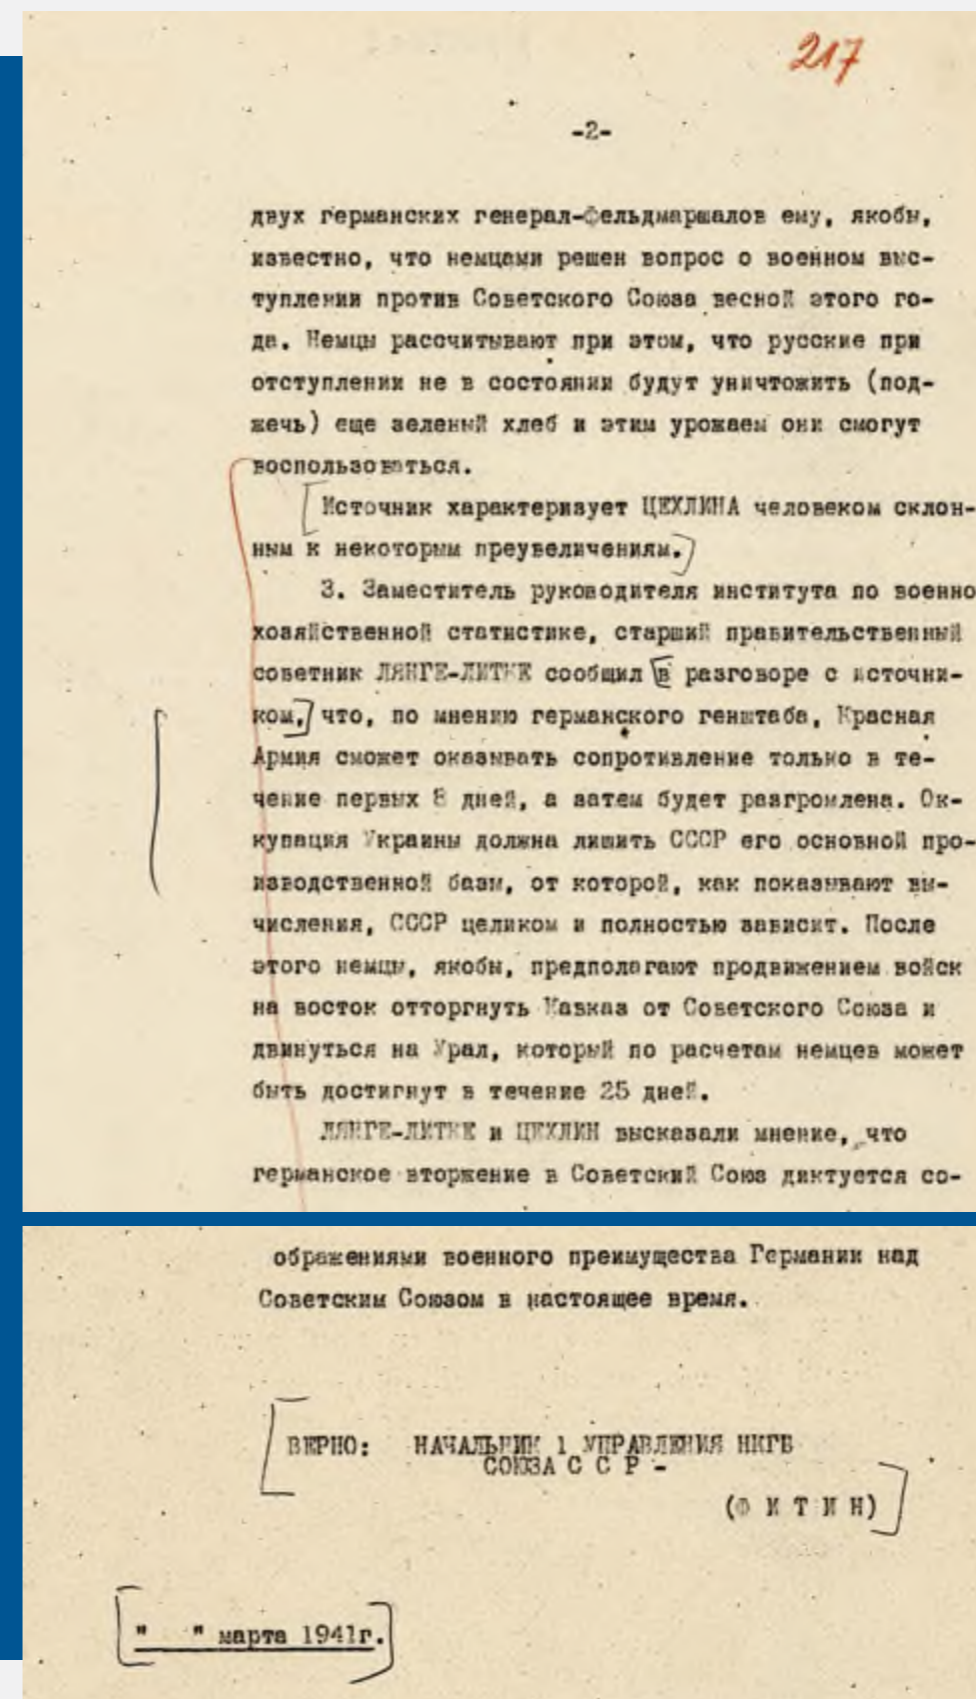 217
-2-
двух германских генерал-фельдмаршалов ему, якобы,
известно, что немцами решен вопрос о военном выс-
туплении против Советского Союза весной этого го-
да. Немцы рассчитывают при этом, что русские при
отступлении не в состоянии будут уничтожить (под-
жечь) еще зеленый хлеб и этим урожаем они смогут
воспользоваться.
[Источник характеризует ЦЕХЛИНА человеком склон-
ным к некоторым преувеличениям.]
3. Заместитель руководителя института по военно
хозяйственной статистике, старший правительственный
советник ЛЯНГЕ-ЛИТКЕ сообщил [в разговоре с источни-
ком,] что, по мнению германского генштаба, Красная
Армия сможет оказывать сопротивление только в те-
чение первых 8 дней, а затем будет разгромлена. Ок-
купация Украины должна лишить СССР его основной про-
изводственной базы, от которой, как показывают вы-
числения, СССР целиком и полностью зависит. После
этого немцы, якобы, предполагают продвижением войск
на восток отторгнуть Кавказ от Советского Союза и
двинуться на Урал, который по расчетам немцев может
быть достигнут в течение 25 дней.
ЛЯНГЕ-ЛИТКЕ и ЦЕХЛИН высказали мнение, что
германское вторжение в Советский Союз диктуется со-
ображениями военного преимущества Германии над
Советским Союзом в настоящее время.
[ВЕРНО: НАЧАЛЬНИК 1 УПРАВЛЕНИЯ НКГБ
СОЮЗА С С Р -
(Ф И Т И Н)]
[" " марта 1941г.]